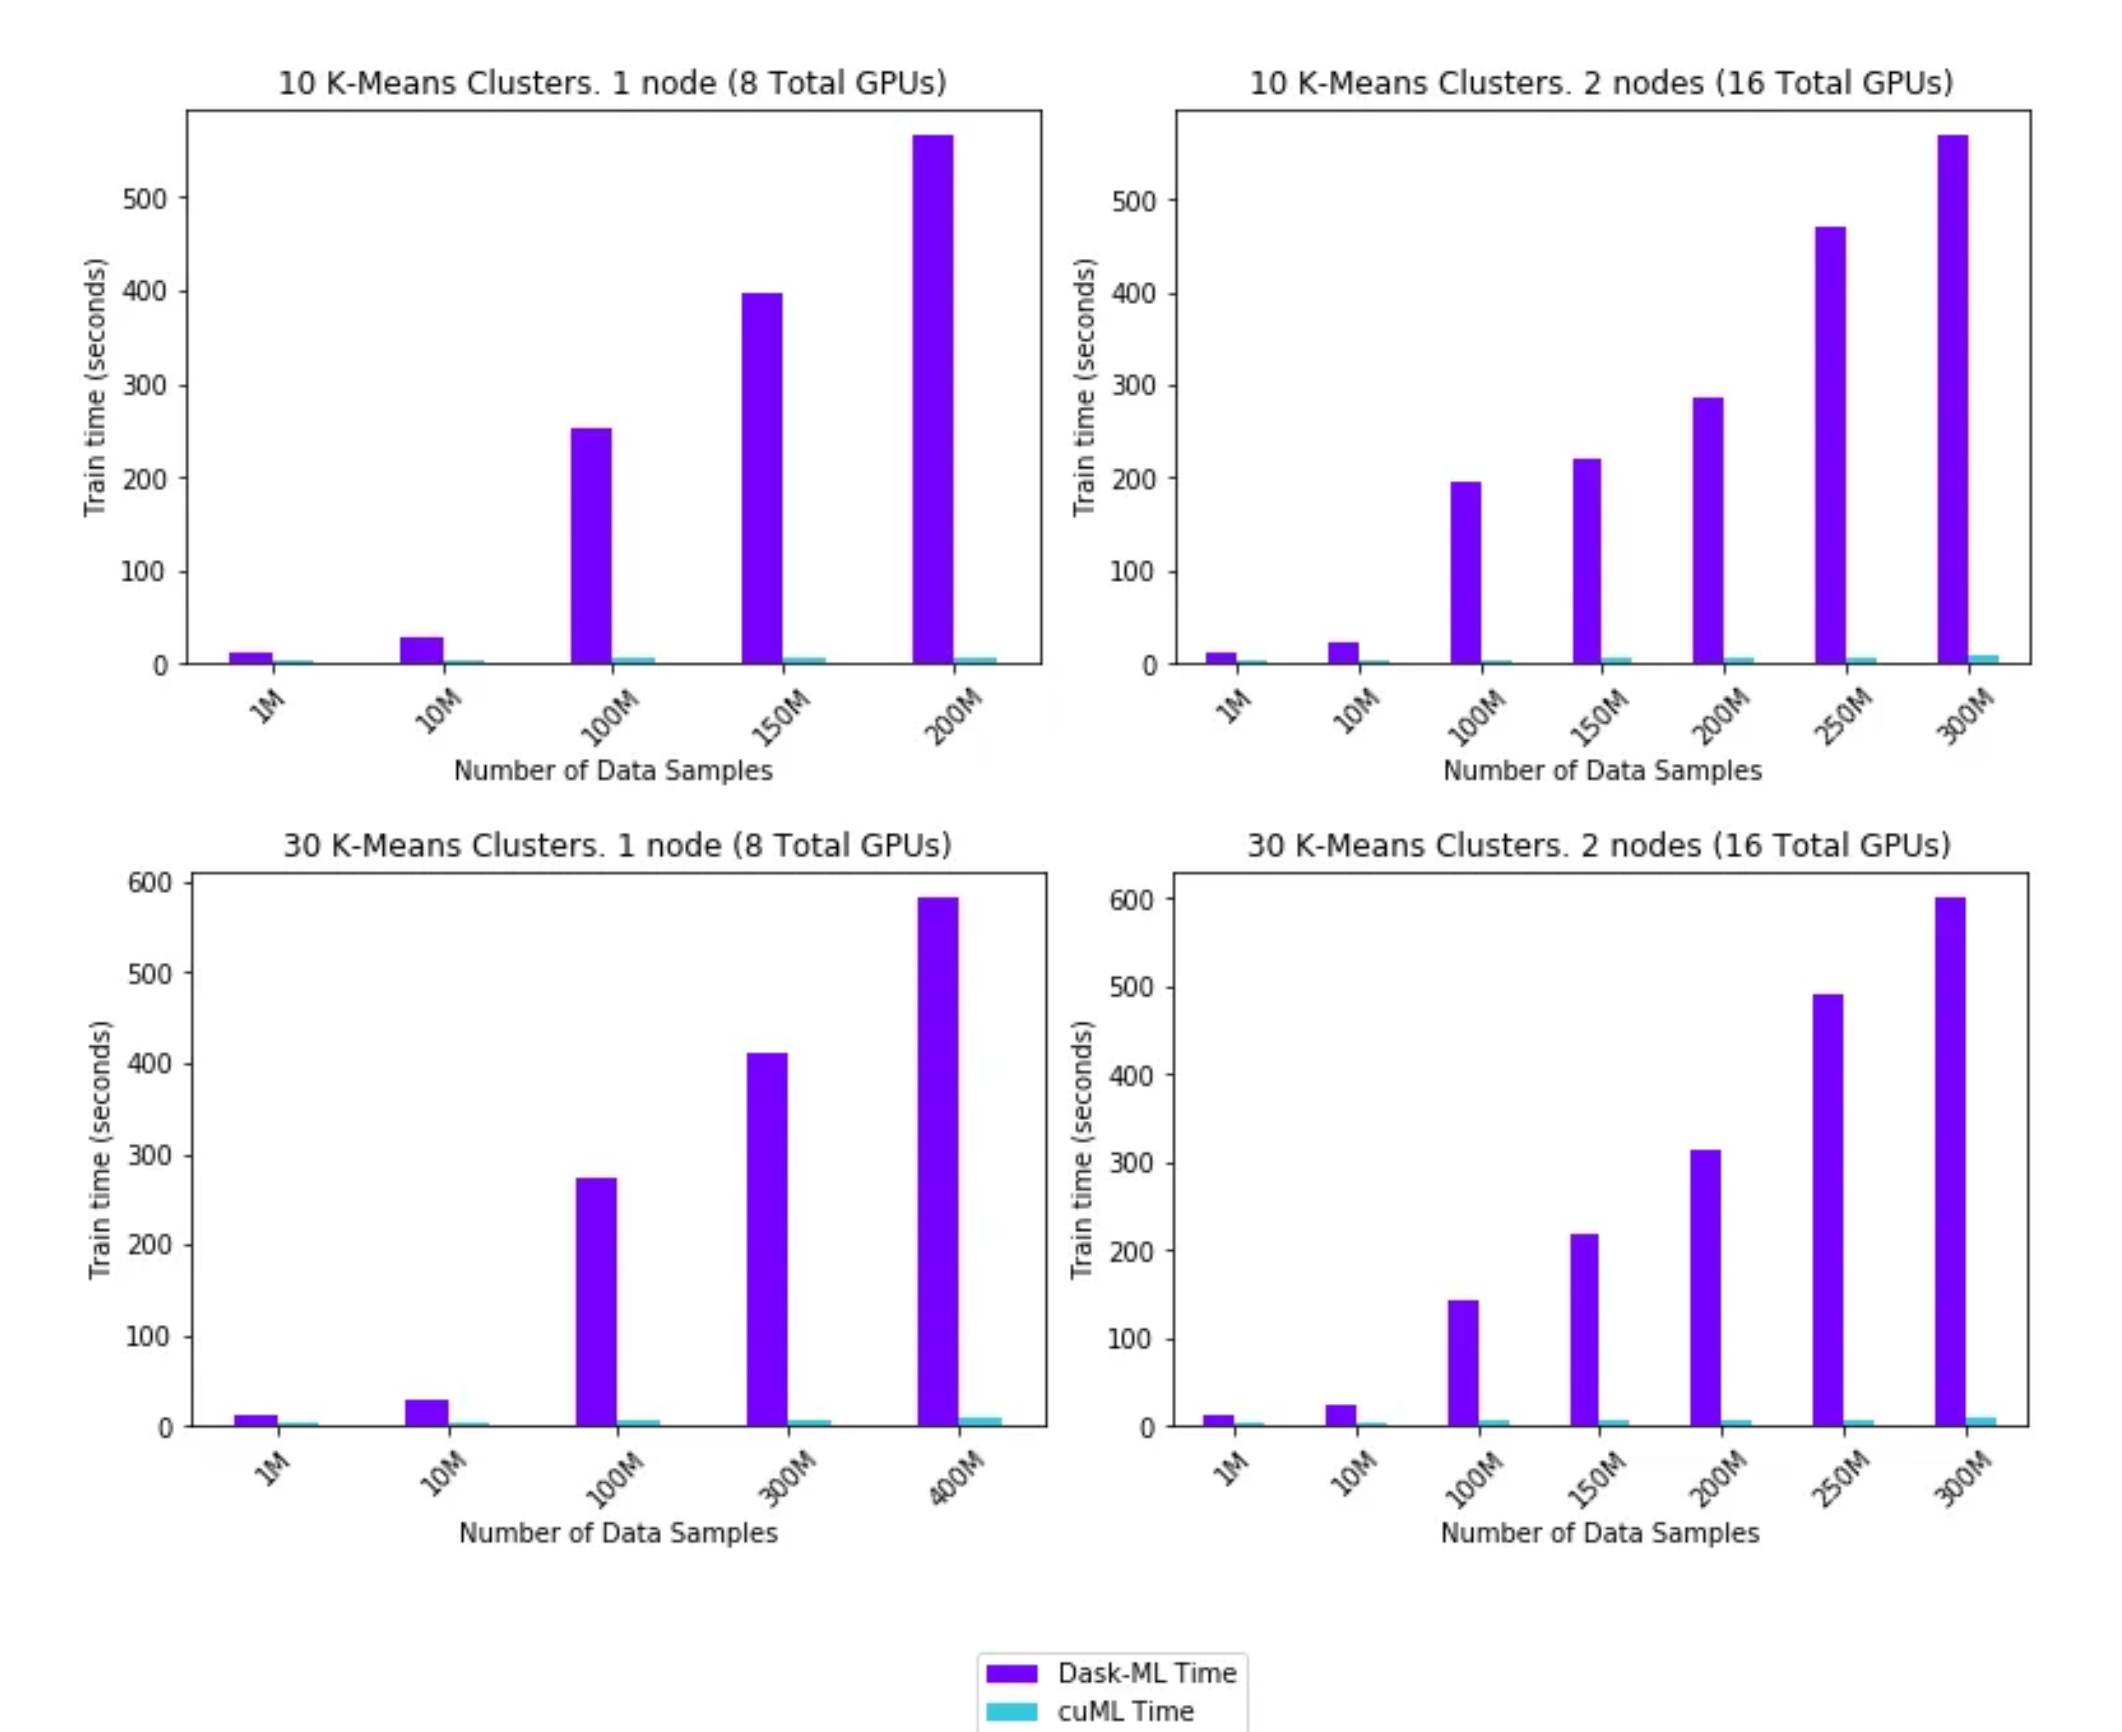 10 K-Means Clusters. 1 node (8 Total GPUs)
500
400
300
200
100
0
Train time (seconds)
1M
10M
100M
150M
200M
Number of Data Samples
10 K-Means Clusters. 2 nodes (16 Total GPUs)
500
400
300
200
100
0
Train time (seconds)
1M
10M
100M
150M
200M
250M
300M
Number of Data Samples
30 K-Means Clusters. 1 node (8 Total GPUs)
600
500
400
300
200
100
0
Train time (seconds)
1M
10M
100M
300M
400M
Number of Data Samples
30 K-Means Clusters. 2 nodes (16 Total GPUs)
600
500
400
300
200
100
0
Train time (seconds)
1M
10M
100M
150M
200M
250M
300M
Number of Data Samples
Dask-ML Time
cuML Time